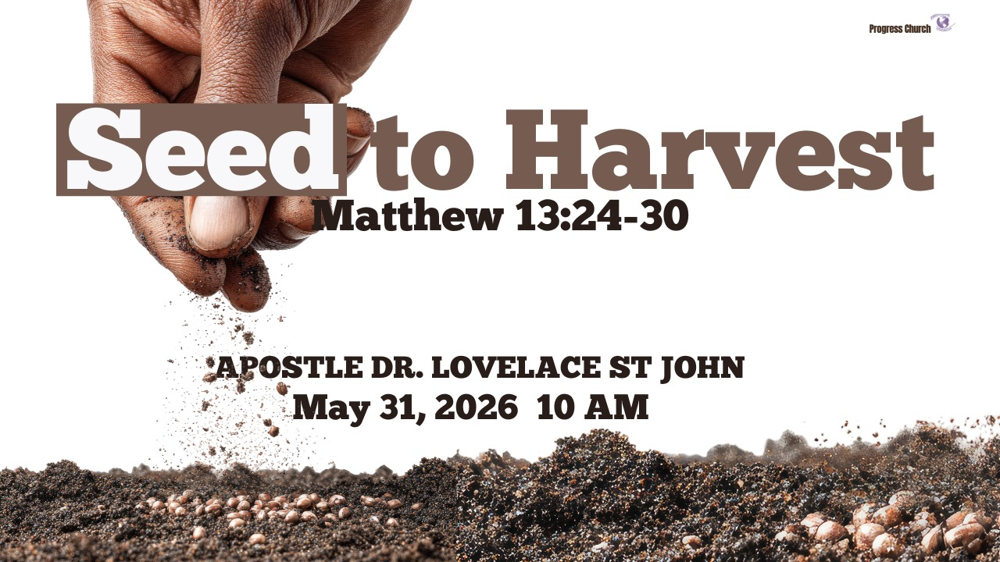 Progress Church
Seed to Harvest
Matthew 13:24-30
APOSTLE DR. LOVELACE ST JOHN
May 31, 2026 10 AM